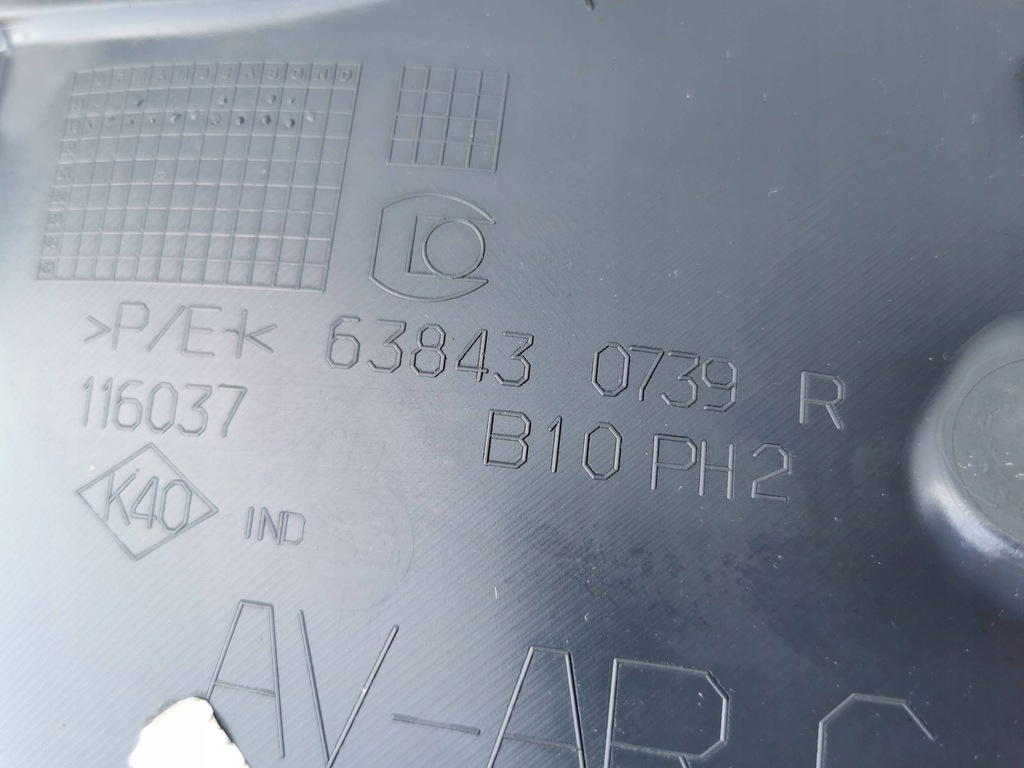 J F M A M J J A S O N D
>P/E< 63843 0739 R
116037 B10 PH2
K40 IND
AV-AR G